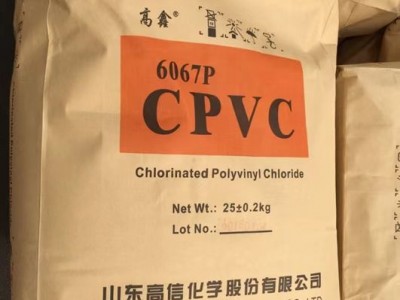 高鑫
6067P
CPVC
Chlorinated Polyvinyl Chloride
Net Wt.: 25±0.2kg
Lot No.:
山东高信化学股份有限公司